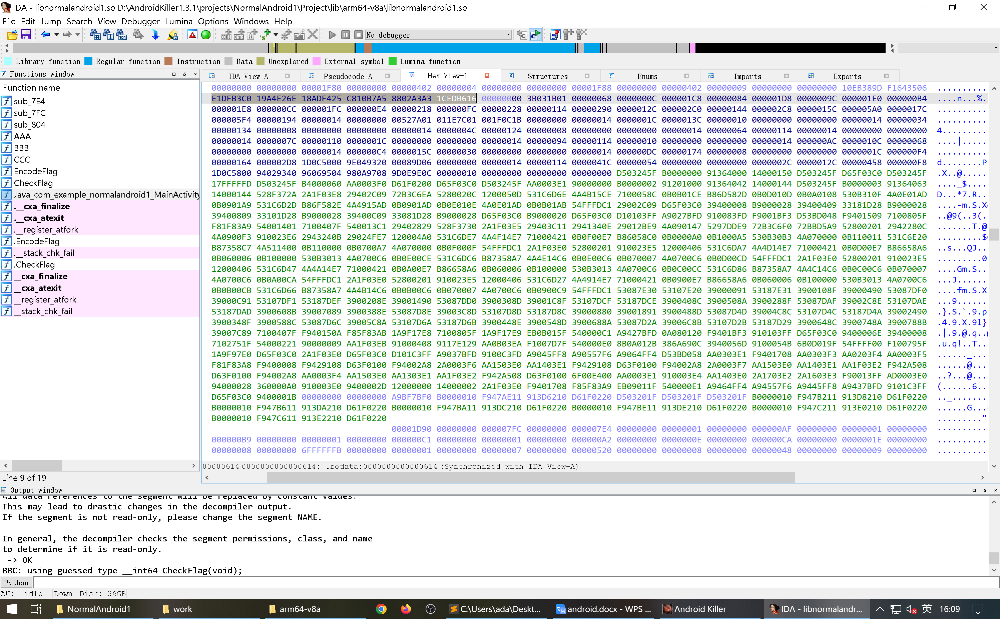 IDA - libnormalandroid1.so D:\AndroidKiller1.3.1\projects\NormalAndroid1\Project\lib\arm64-v8a\libnormalandroid1.so
File Edit Jump Search View Debugger Lumina Options Windows Help
No debugger
Library function Regular function Instruction Data Unexplored External symbol Lumina function
Functions window
Function name
sub_7E4
sub_7FC
sub_804
AAA
BBB
CCC
EncodeFlag
CheckFlag
Java_com_example_normalandroid1_MainActivity
.__cxa_finalize
.__cxa_atexit
.__register_atfork
.EncodeFlag
.__stack_chk_fail
.CheckFlag
__cxa_finalize
__cxa_atexit
__register_atfork
__stack_chk_fail
Line 9 of 19
IDA View-A Pseudocode-A Hex View-1 Structures Enums Imports Exports
00000000 00000000 00001F80 00000000 00000402 00000004 00000000 00000000 00001F88 00000000 00000402 00000009 00000000 00000000 10EB389D F1643506 ..........
E1DFB3C0 19A4E26E 18ADF425 C810B7A5 8802A3A3 1CEDB616 00000000 3B031B01 00000068 0000000C 000001C8 00000084 000001D8 0000009C 000001E0 000000B4 ....n...%.
000001E8 000000CC 000001FC 000000E4 00000218 000000FC 00000228 00000114 00000290 0000012C 000002C0 00000144 000002C8 0000015C 000005A0 0000017C ..........
000005F4 00000194 00000014 00000000 00527A01 011E7C01 001F0C1B 00000000 00000014 0000001C 0000013C 00000010 00000000 00000000 00000014 00000034 ..........
00000134 00000008 00000000 00000000 00000014 0000004C 00000124 00000008 00000000 00000000 00000014 00000064 00000114 00000014 00000000 00000000 4.........
00000014 0000007C 00000110 0000001C 00000000 00000000 00000014 00000094 00000114 00000010 00000000 00000000 00000014 000000AC 0000010C 00000068 ....|.....
00000000 00000000 00000014 000000C4 0000015C 00000030 00000000 00000000 00000014 000000DC 00000174 00000008 00000000 00000000 0000001C 000000F4 ..........
00000164 000002D8 1D0C5000 9E049320 00089D06 00000000 00000014 00000114 0000041C 00000054 00000000 00000000 0000002C 0000012C 00000458 000000F8 d........P
1D0C5800 94029340 96069504 980A9708 9D0E9E0C 00000010 00000000 00000000 00000000 D503245F B0000000 91364000 14000150 D503245F D65F03C0 D503245F .X..@.....
17FFFFFD D503245F B4000060 AA0003F0 D61F0200 D65F03C0 D503245F AA0003E1 90000000 B0000002 91201000 91364042 14000144 D503245F B0000003 91364063 ...._$....
14000144 528F372A 2A1F03E8 29402C09 72B3C6EA 5280020C 1200050D 531C6D6E 4A4B15CE 7100058C 0B0B01CE B86D582D 0B0D010D 0B0A0108 530B310F 4A0E01AD D...*7.R..
0B0901A9 531C6D2D B86F582E 4A4915AD 0B0901AD 0B0E010E 4A0E01AD 0B0B01AB 54FFFDC1 29002C09 D65F03C0 39400008 B9000028 39400409 33181D28 B9000028
39400809 33101D28 B9000028 39400C09 33081D28 B9000028 D65F03C0 B9000020 D65F03C0 D10103FF A9027BFD 910083FD F9001BF3 D53BD048 F9401509 7100805F
F81F83A9 54001401 7100407F 540013C1 29402829 528F3730 2A1F03E5 29403C11 2941340E 29012BE9 4A090147 5297DDE9 72B3C6F0 72BBD5A9 52800201 2942280C .......T.@
4A0900F3 910023E6 2943240B 29024FE7 120004A0 531C6DE7 4A4F14E7 71000421 0B0F00E7 B86058C0 0B0000A0 0B1000A5 530B30B3 4A070000 0B110011 531C6E20
B87358C7 4A511400 0B110000 0B0700A7 4A070000 0B0F000F 54FFFDC1 2A1F03E0 52800201 910023E5 12000406 531C6DA7 4A4D14E7 71000421 0B0D00E7 B86658A6 ..s...QJ..
0B060006 0B100000 530B3013 4A0700C6 0B0E00CE 531C6DC6 B87358A7 4A4E14C6 0B0E00C6 0B070007 4A0700C6 0B0D00CD 54FFFDC1 2A1F03E0 52800201 910023E5 .........0
12000406 531C6D47 4A4A14E7 71000421 0B0A00E7 B86658A6 0B060006 0B100000 530B3013 4A0700C6 0B0C00CC 531C6D86 B87358A7 4A4C14C6 0B0C00C6 0B070007 ....Gm.S..
4A0700C6 0B0A00CA 54FFFDC1 2A1F03E0 52800201 910023E5 12000406 531C6D27 4A4914E7 71000421 0B0900E7 B86658A6 0B060006 0B100000 530B3013 4A0700C6 ...J......
0B0B00CB 531C6D66 B87358A7 4A4B14C6 0B0B00C6 0B070007 4A0700C6 0B0900C9 54FFFDC1 53087E30 53107E20 39000091 53187E31 3900108F 39000490 53087DF0
39000C91 53107DF1 53187DEF 3900208E 39001490 53087DD0 3900308D 39001C8F 53107DCF 53187DCE 3900408C 3900508A 3900288F 53087DAF 39002C8E 53107DAE ...9......
53187DAD 3900608B 39007089 3900388E 53087D8E 39003C8D 53107D8D 53187D8C 39000880 39001891 3900488D 53087D4D 39004C8C 53107D4C 53187D4A 39002490 .}.S.`.9.p
3900348F 3900588C 53087D6C 39005C8A 53107D6A 53187D6B 3900448E 3900548D 3900688A 53087D2A 39006C8B 53107D2B 53187D29 3900648C 3900748A 3900788B .4.9.X.9l}
39007C89 7100407F F940150A F85F83AB 1A9F17E8 7100805F 1A9F17E9 EB0B015F 540000C1 A9427BFD 0A080120 F9401BF3 910103FF D65F03C0 9400006E 39400008
7102751F 54000221 90000009 AA1F03EB 91000408 9117E129 AA0B03EA F1007D7F 540000E0 8B0A012B 386A690C 3940056D 9100054B 6B0D019F 54FFFF00 F100795F .u.q!..T..
1A9F97E0 D65F03C0 2A1F03E0 D65F03C0 D101C3FF A9037BFD 9100C3FD A9045FF8 A90557F6 A9064FF4 D53BD058 AA0303E1 F9401708 AA0303F3 AA0203F4 AA0003F5 ......_...
F81F83A8 F9400008 F9429108 D63F0100 F94002A8 2A0003F6 AA1503E0 AA1403E1 F9429108 D63F0100 F94002A8 2A0003F7 AA1503E0 AA1403E1 AA1F03E2 F942A508
D63F0100 F94002A8 AA0003F4 AA1503E0 AA1303E1 AA1F03E2 F942A508 D63F0100 6F00E400 AA0003E1 910003E4 AA1403E0 2A1703E2 2A1603E3 F90013FF AD0003E0 ..?...@...
94000028 360000A0 910003E0 9400002D 12000000 14000002 2A1F03E0 F9401708 F85F83A9 EB09011F 540000E1 A9464FF4 A94557F6 A9445FF8 A9437BFD 9101C3FF (......6..
D65F03C0 9400001B 00000000 00000000 A9BF7BF0 B0000010 F947AE11 913D6210 D61F0220 D503201F D503201F D503201F B0000010 F947B211 913D8210 D61F0220 .._.......
B0000010 F947B611 913DA210 D61F0220 B0000010 F947BA11 913DC210 D61F0220 B0000010 F947BE11 913DE210 D61F0220 B0000010 F947C211 913E0210 D61F0220
B0000010 F947C611 913E2210 D61F0220
00001D90 00000000 000007FC 00000000 000007E4 00000000 00000001 00000000 000000AF 00000000 00000001 00000000 ..........
000000B9 00000000 00000001 00000000 000000C1 00000000 00000001 00000000 000000A2 00000000 0000000E 00000000 000000CA 00000000 0000001E 00000000 ..........
00000008 00000000 6FFFFFFB 00000000 00000001 00000000 00000007 00000000 00000520 00000000 00000008 00000000 00000048 00000000 00000009 00000000 ..........
00000614 0000000000000614: .rodata:0000000000000614 (Synchronized with IDA View-A)
Output window
All data references to the segment will be replaced by constant values.
This may lead to drastic changes in the decompiler output.
If the segment is not read-only, please change the segment NAME.
In general, the decompiler checks the segment permissions, class, and name
to determine if it is read-only.
-> OK
BBC: using guessed type __int64 CheckFlag(void);
Python
AU: idle Down Disk: 36GB
NormalAndroid1 work arm64-v8a C:\Users\ada\Deskt... android.docx - WPS ... Android Killer IDA - libnormalandr... 英 16:09